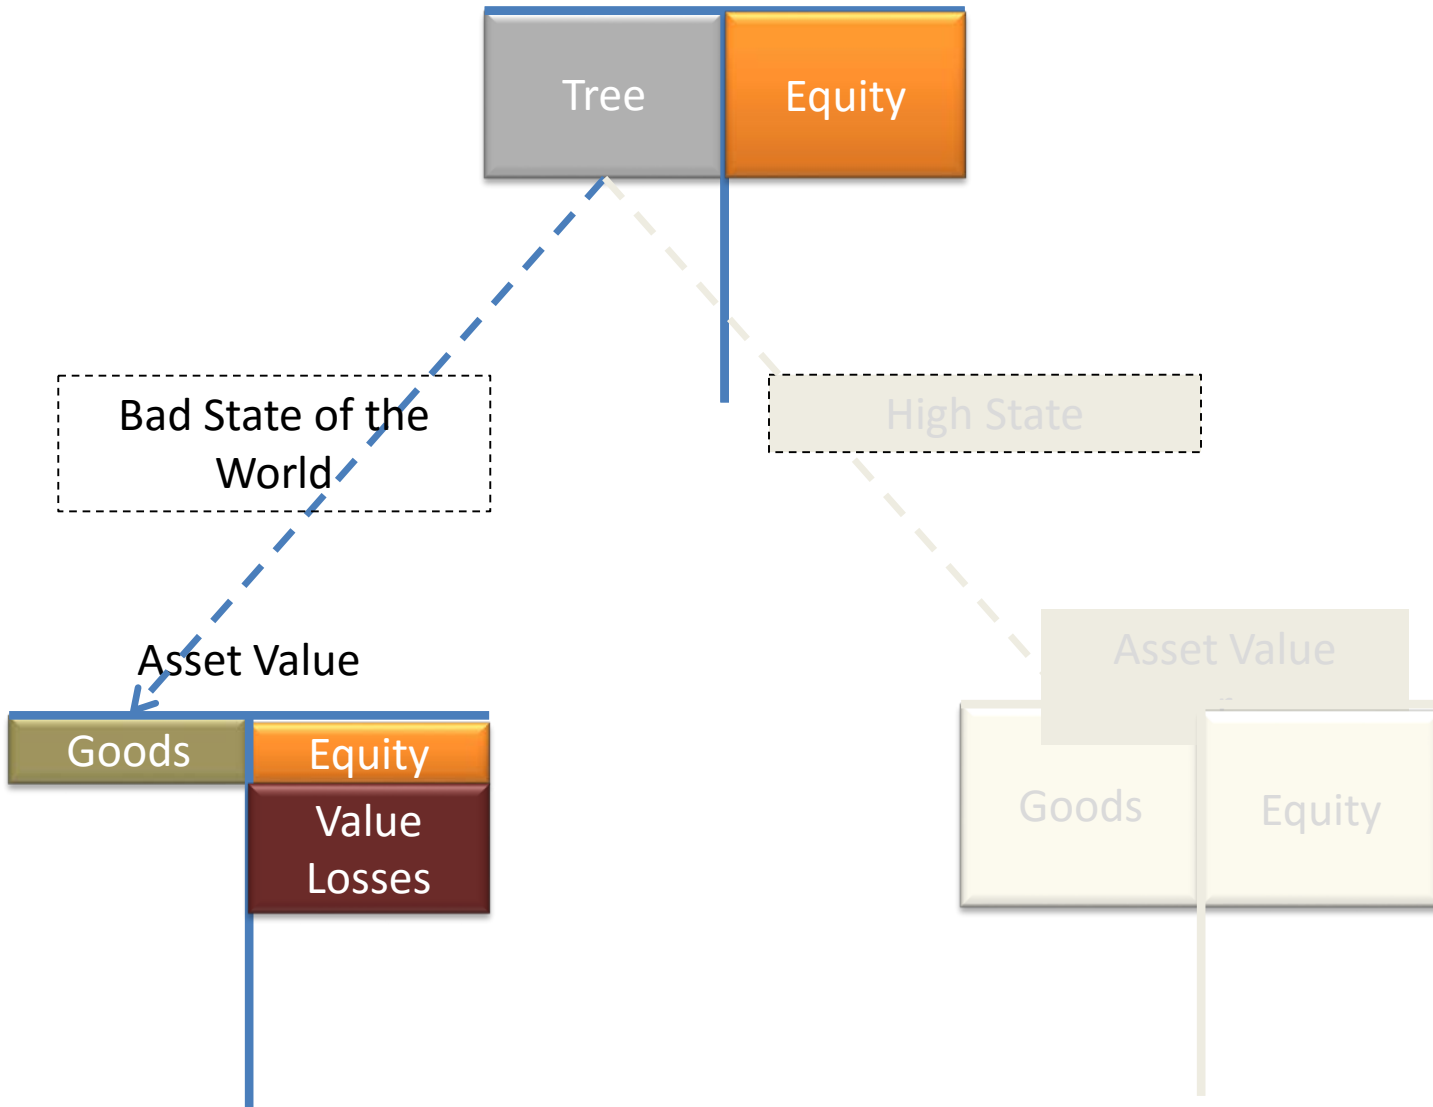 Tree
Equity
Bad State of the
World
High State
Asset Value
Asset Value
Goods
Equity
Value
Losses
Goods
Equity